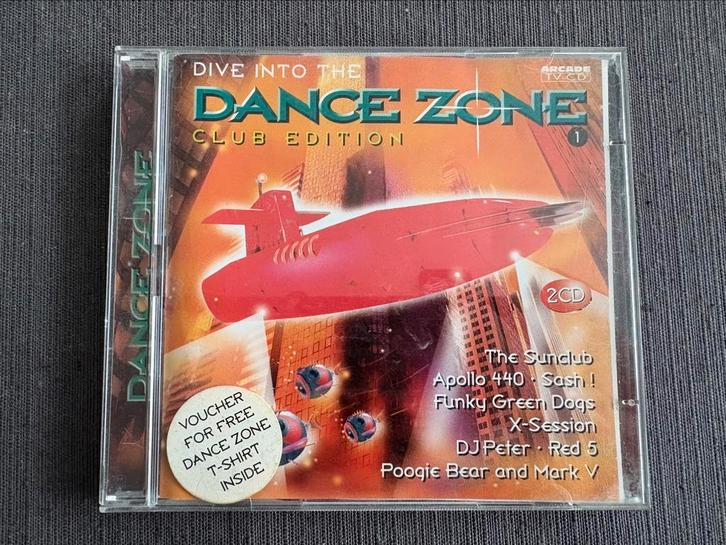 DIVE INTO THE
ARCADE
TV-CD
DANCE ZONE
CLUB EDITION
1
DANCE ZONE
2CD
The Sunclub
Apollo 440 · Sash !
Funky Green Dogs
X-Session
DJ Peter · Red 5
Poogie Bear and Mark V
VOUCHER
FOR FREE
DANCE ZONE
T-SHIRT
INSIDE